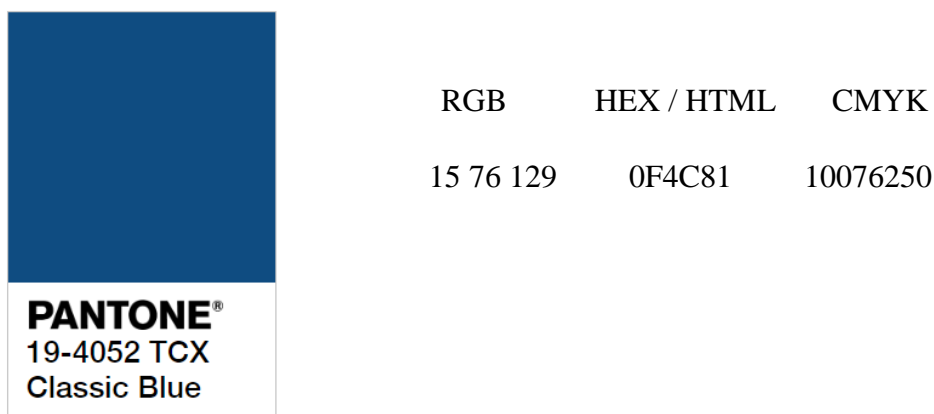 RGB HEX / HTML CMYK
15 76 129 0F4C81 10076250
PANTONE®
19-4052 TCX
Classic Blue